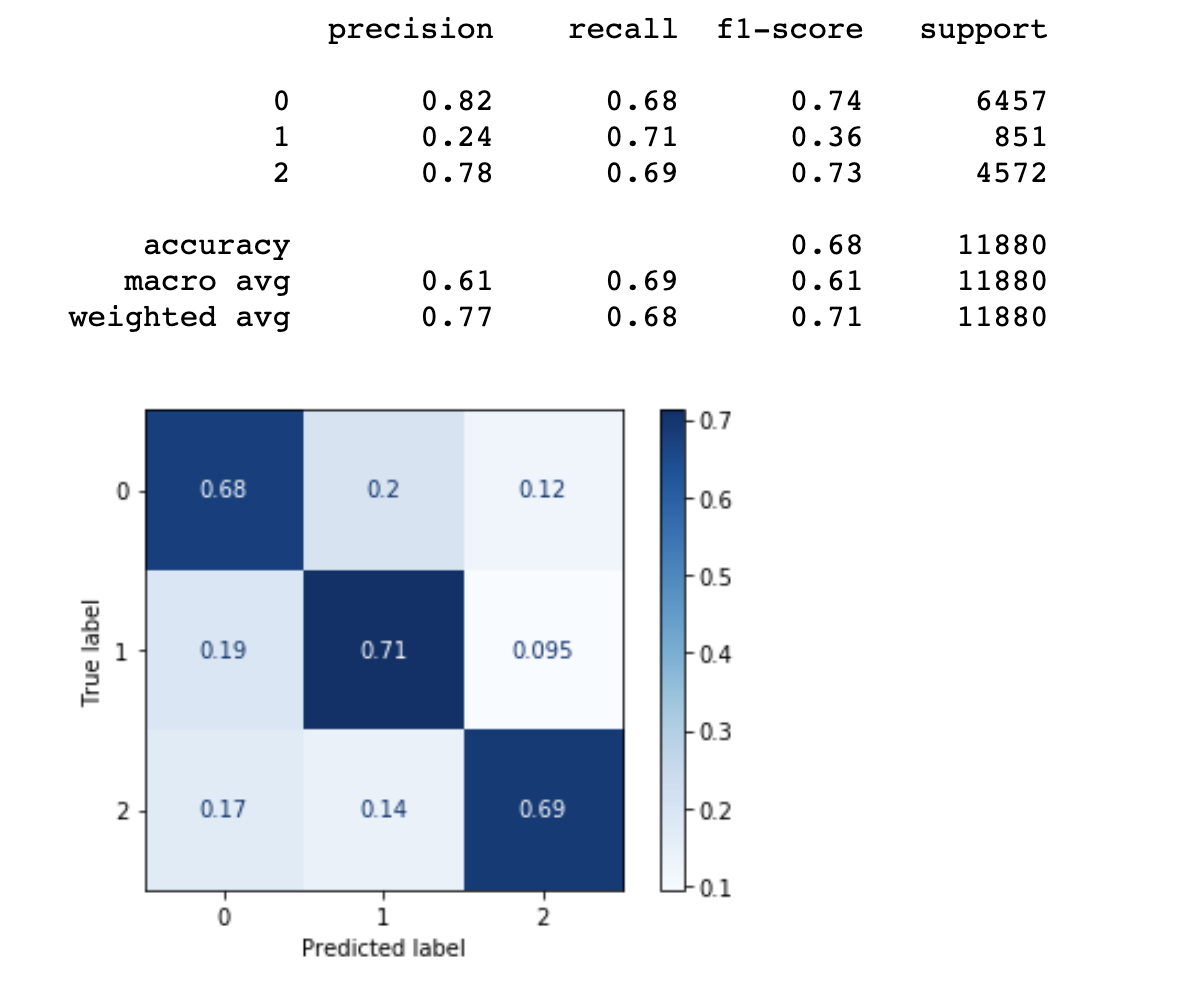 precision recall f1-score support
0 0.82 0.68 0.74 6457
1 0.24 0.71 0.36 851
2 0.78 0.69 0.73 4572
accuracy 0.68 11880
macro avg 0.61 0.69 0.61 11880
weighted avg 0.77 0.68 0.71 11880
0.7
0 0.68 0.2 0.12
0.6
0.5
True label
1 0.19 0.71 0.095
0.4
0.3
2 0.17 0.14 0.69
0.2
0.1
0 1 2
Predicted label